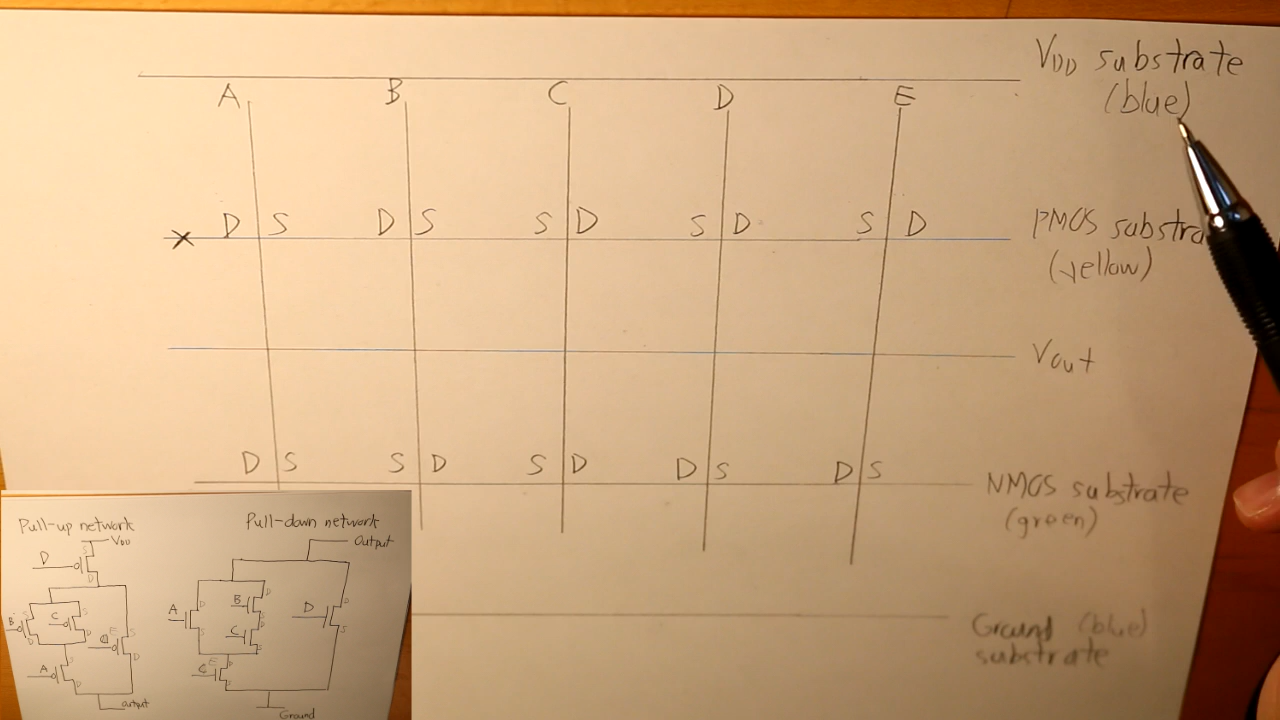 VDD substrate
(blue)
A B C D E
D S D S S D S D S D
PMOS substra
(yellow)
Vout
D S S D S D D S D S
NMOS substrate
(green)
Ground (blue)
substrate
Pull-up network
VDD
S
D
D
B
S
C
S
D
D
E
S
D
A
S
D
output
Pull-down network
output
A
D
S
B
D
S
C
D
S
D
D
S
E
D
S
Ground